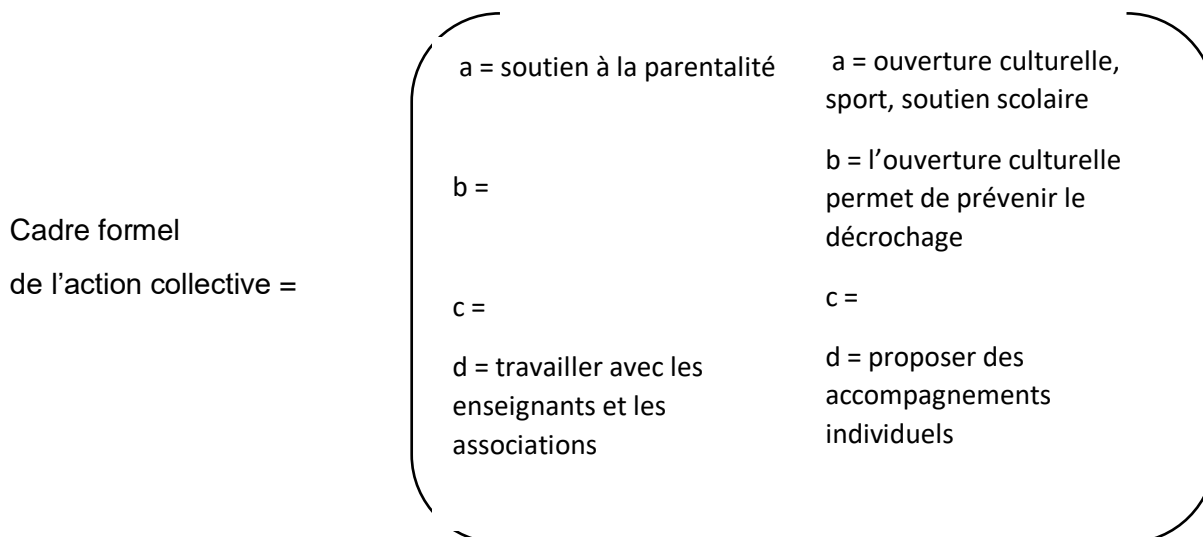 Cadre formel
de l’action collective =
a = soutien à la parentalité
b =
c =
d = travailler avec les
enseignants et les
associations
a = ouverture culturelle,
sport, soutien scolaire
b = l’ouverture culturelle
permet de prévenir le
décrochage
c =
d = proposer des
accompagnements
individuels